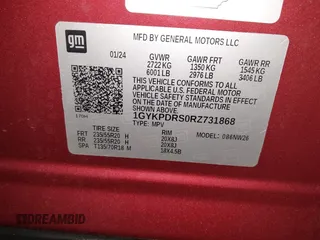 gm
MFD BY GENERAL MOTORS LLC
01/24 GVWR GAWR FRT GAWR RR
2722 KG 1350 KG 1545 KG
6001 LB 2976 LB 3406 LB
THIS VEHICLE CONFORMS TO ALL
APPLICABLE U.S. FEDERAL MOTOR
VEHICLE SAFETY STANDARDS IN EFFECT
ON THE DATE OF MANUFACTURE
SHOWN ABOVE.
1GYKPDRS0RZ731868
TYPE: MPV MODEL:
TIRE SIZE RIM
FRT 235/55R20 H 20X8J
RR 235/55R20 H 20X8J
SPA T135/70R18 M 18X4.5B